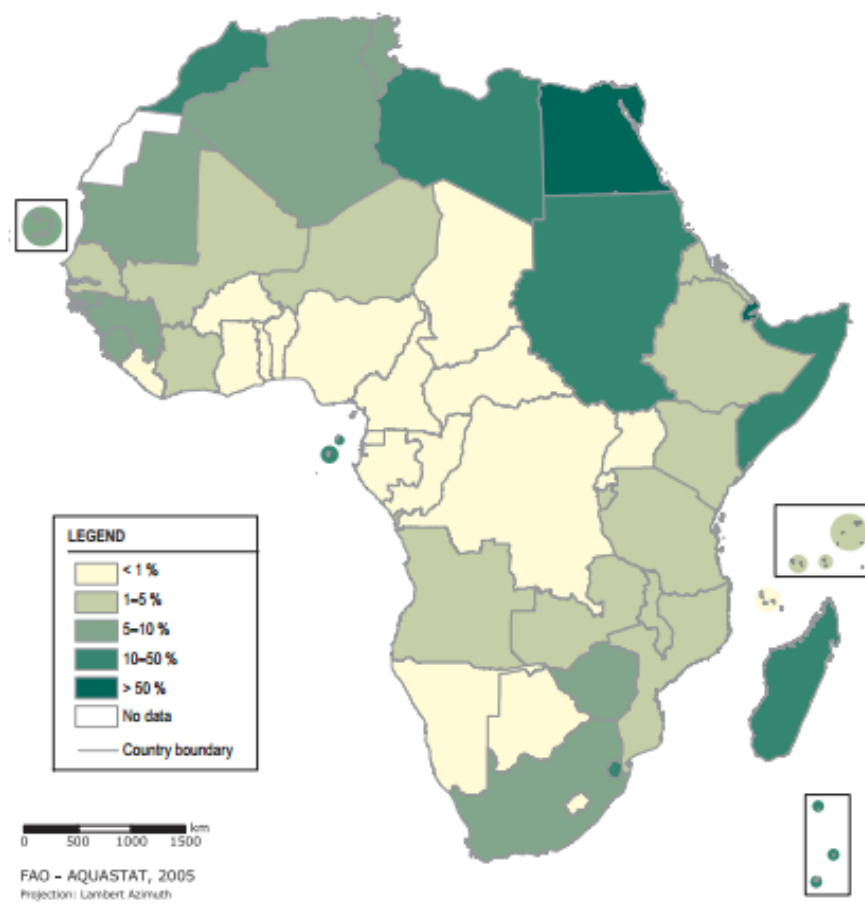 LEGEND
< 1 %
1–5 %
5–10 %
10–50 %
> 50 %
No data
Country boundary
km
0 500 1000 1500
FAO – AQUASTAT, 2005
Projection: Lambert Azimuth